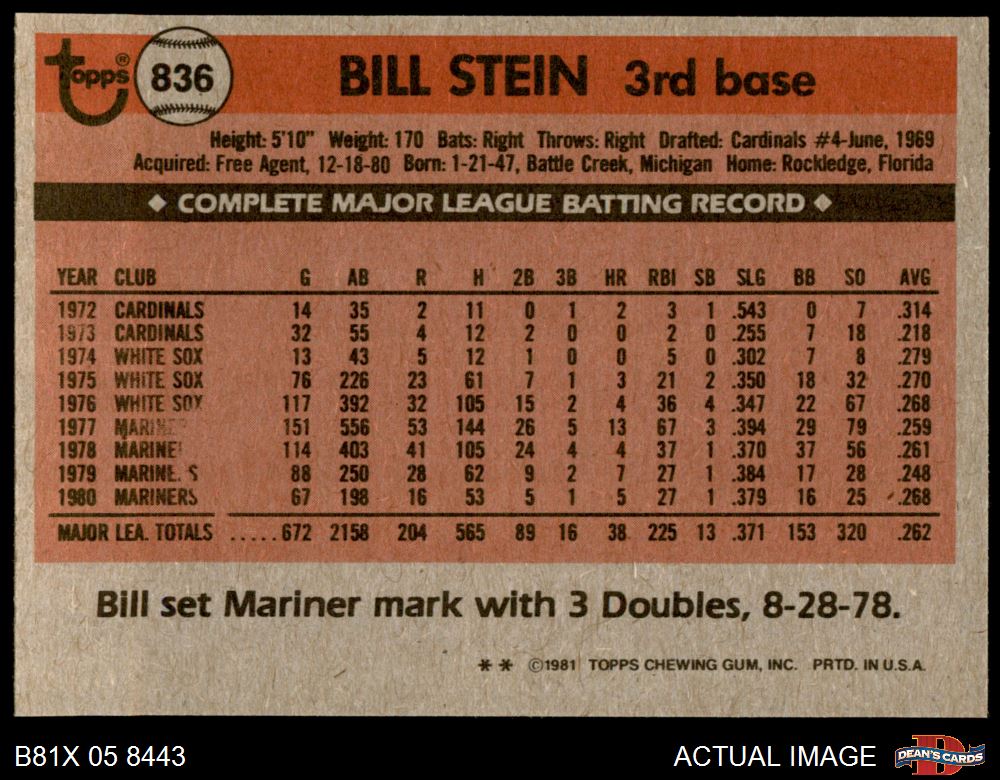 Topps® 836 BILL STEIN 3rd base
Height: 5'10" Weight: 170 Bats: Right Throws: Right Drafted: Cardinals #4-June, 1969
Acquired: Free Agent, 12-18-80 Born: 1-21-47, Battle Creek, Michigan Home: Rockledge, Florida
◆ COMPLETE MAJOR LEAGUE BATTING RECORD ◆
YEAR CLUB G AB R H 2B 3B HR RBI SB SLG BB SO AVG
1972 CARDINALS 14 35 2 11 0 1 2 3 1 .543 0 7 .314
1973 CARDINALS 32 55 4 12 2 0 0 2 0 .255 7 18 .218
1974 WHITE SOX 13 43 5 12 1 0 0 5 0 .302 7 8 .279
1975 WHITE SOX 76 226 23 61 7 1 3 21 2 .350 18 32 .270
1976 WHITE SOX 117 392 32 105 15 2 4 36 4 .347 22 67 .268
1977 MARINERS 151 556 53 144 26 5 13 67 3 .394 29 79 .259
1978 MARINERS 114 403 41 105 24 4 4 37 1 .370 37 56 .261
1979 MARINERS 88 250 28 62 9 2 7 27 1 .384 17 28 .248
1980 MARINERS 67 198 16 53 5 1 5 27 1 .379 16 25 .268
MAJOR LEA. TOTALS .....672 2158 204 565 89 16 38 225 13 .371 153 320 .262
Bill set Mariner mark with 3 Doubles, 8-28-78.
** ©1981 TOPPS CHEWING GUM, INC. PRTD. IN U.S.A.
B81X 05 8443 ACTUAL IMAGE DEAN'S CARDS